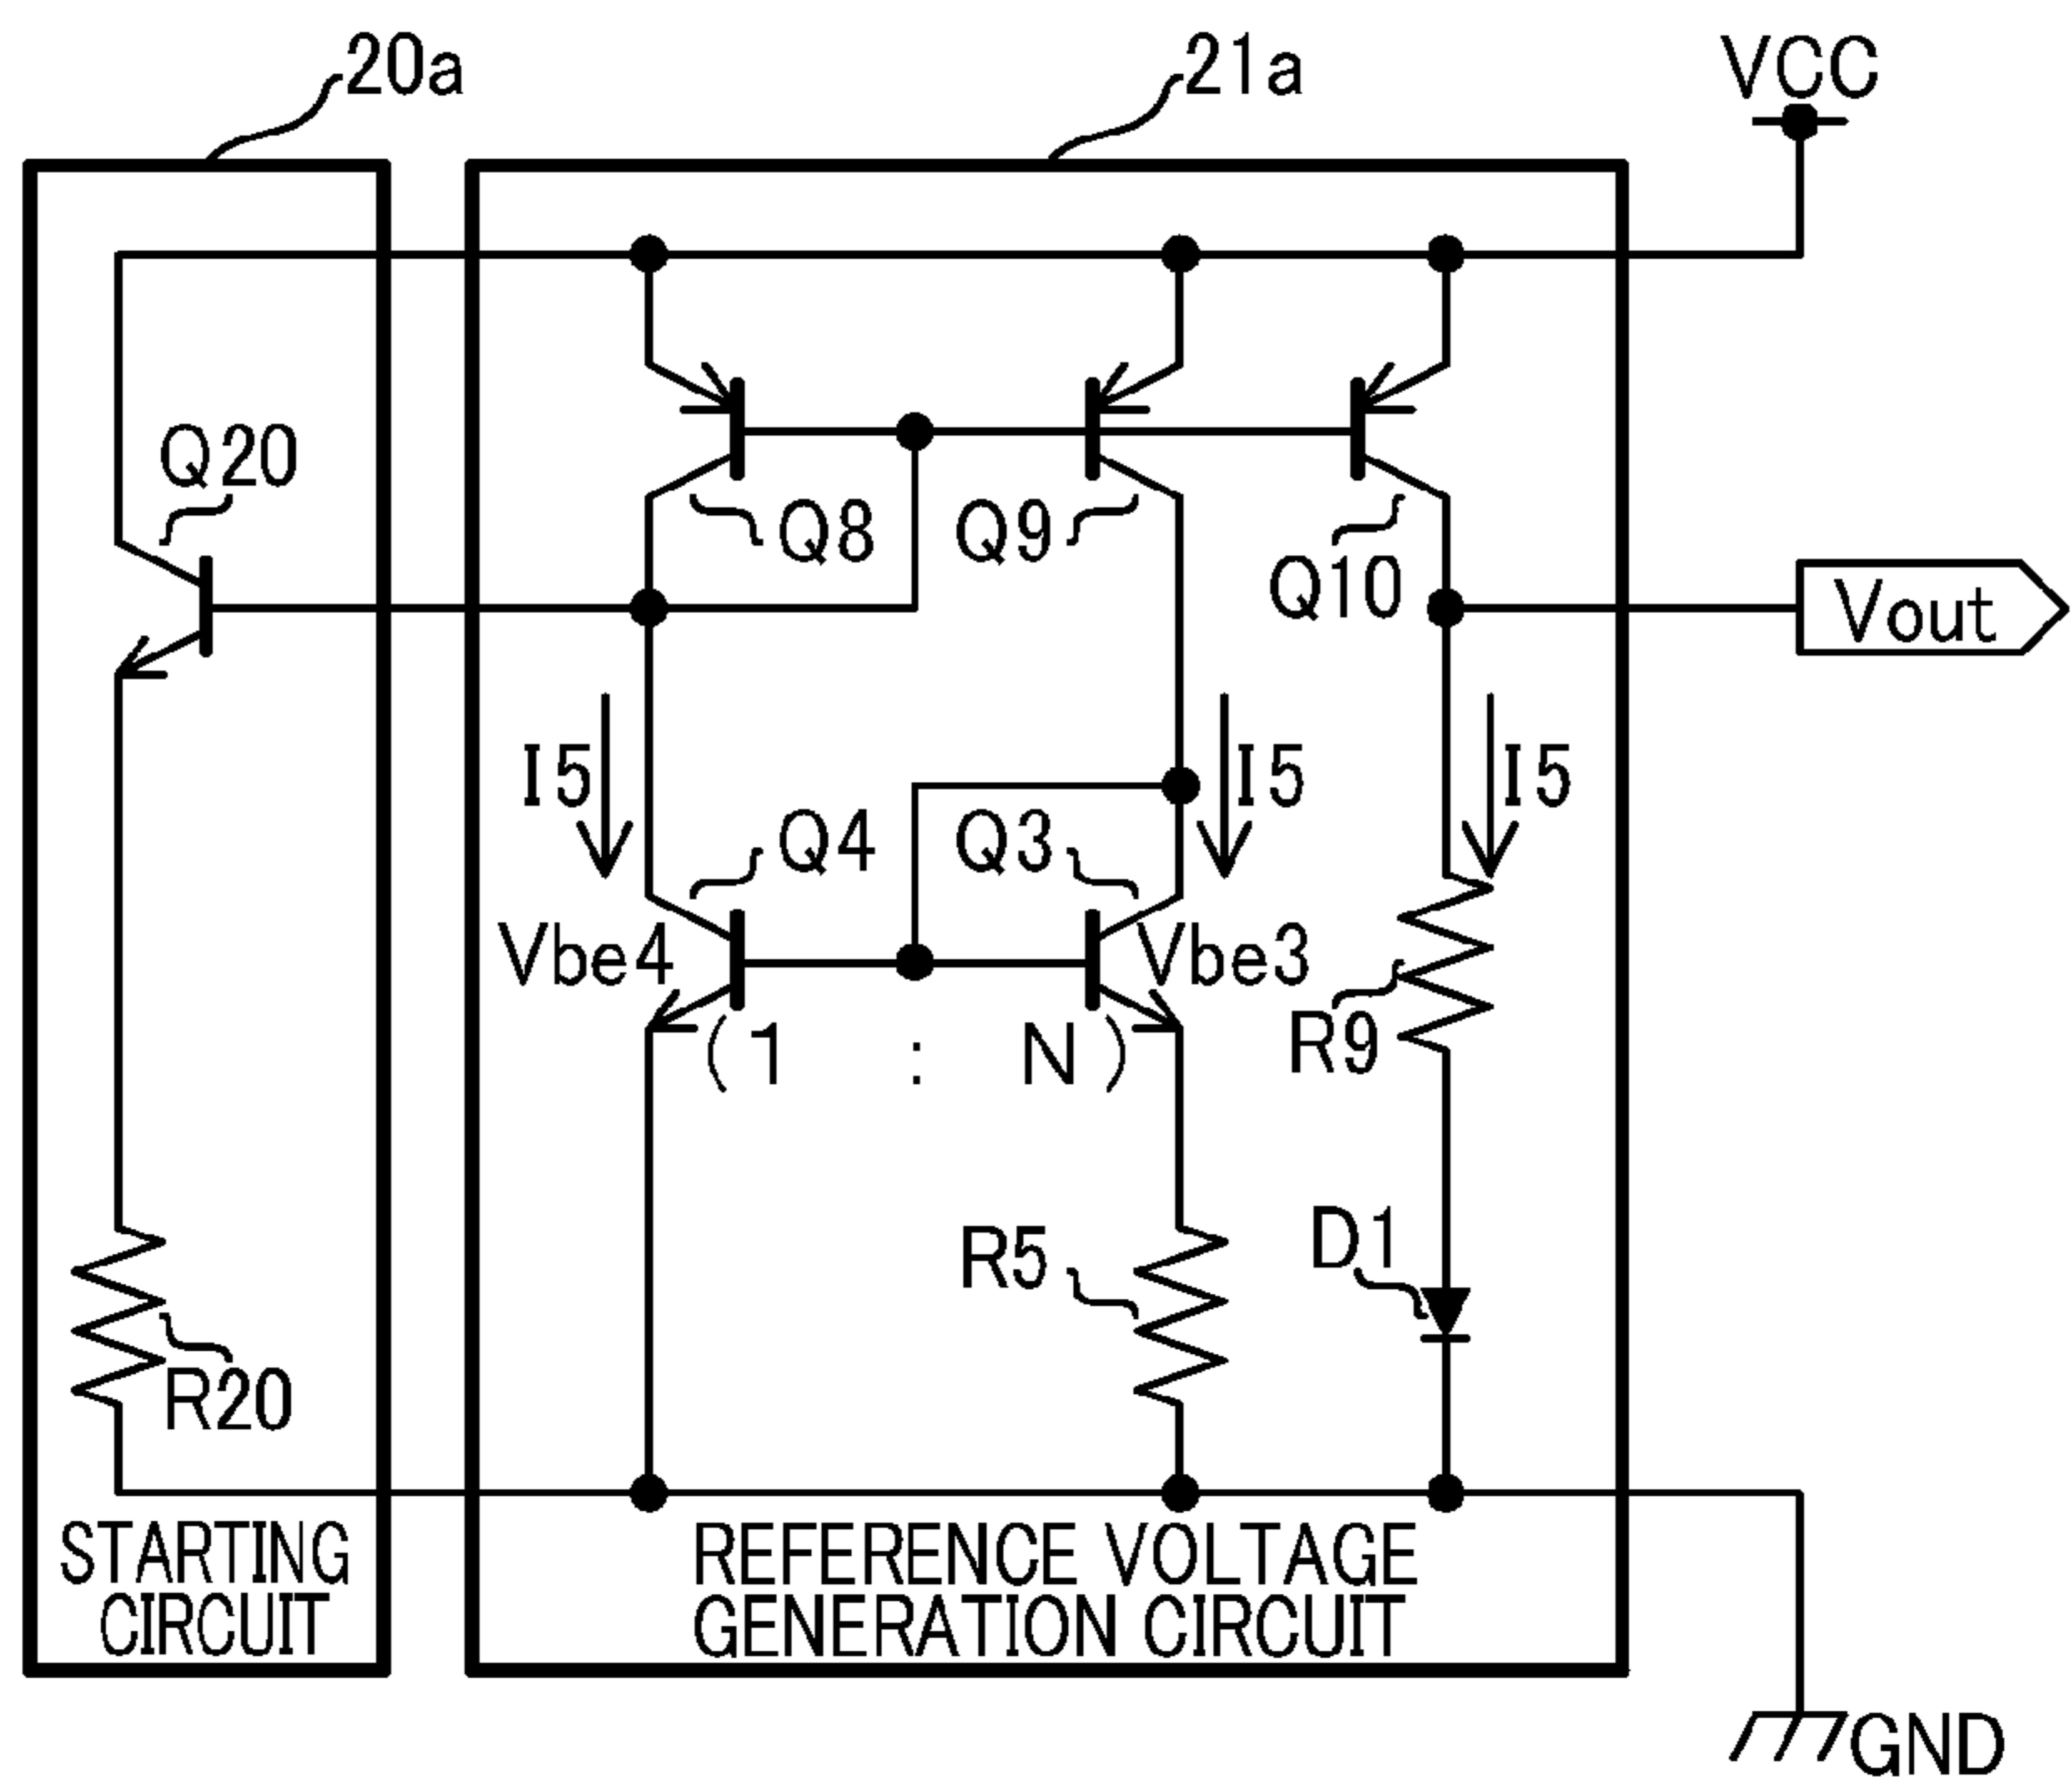 20a
21a
VCC
Q20
Q8
Q9
Q10
Vout
I5
I5
I5
Q4
Q3
Vbe4
Vbe3
(1 : N)
R9
R5
D1
R20
STARTING
CIRCUIT
REFERENCE VOLTAGE
GENERATION CIRCUIT
GND